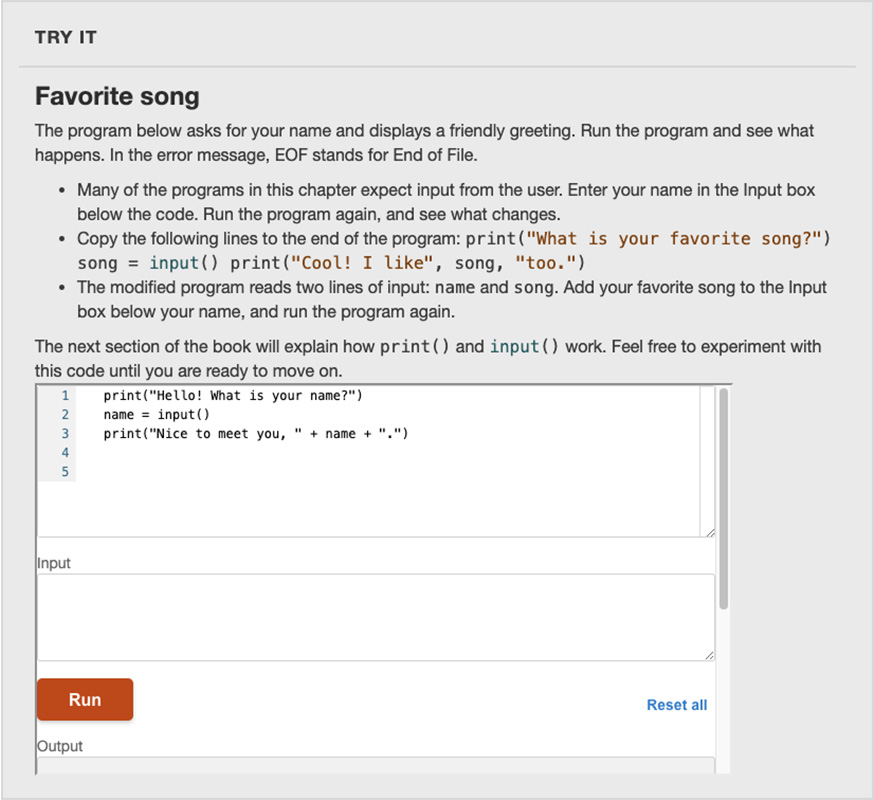 TRY IT
Favorite song
The program below asks for your name and displays a friendly greeting. Run the program and see what
happens. In the error message, EOF stands for End of File.
• Many of the programs in this chapter expect input from the user. Enter your name in the Input box
below the code. Run the program again, and see what changes.
• Copy the following lines to the end of the program: print("What is your favorite song?")
song = input() print("Cool! I like", song, "too.")
• The modified program reads two lines of input: name and song. Add your favorite song to the Input
box below your name, and run the program again.
The next section of the book will explain how print() and input() work. Feel free to experiment with
this code until you are ready to move on.
1 print("Hello! What is your name?")
2 name = input()
3 print("Nice to meet you, " + name + ".")
4
5
Input
Run
Reset all
Output